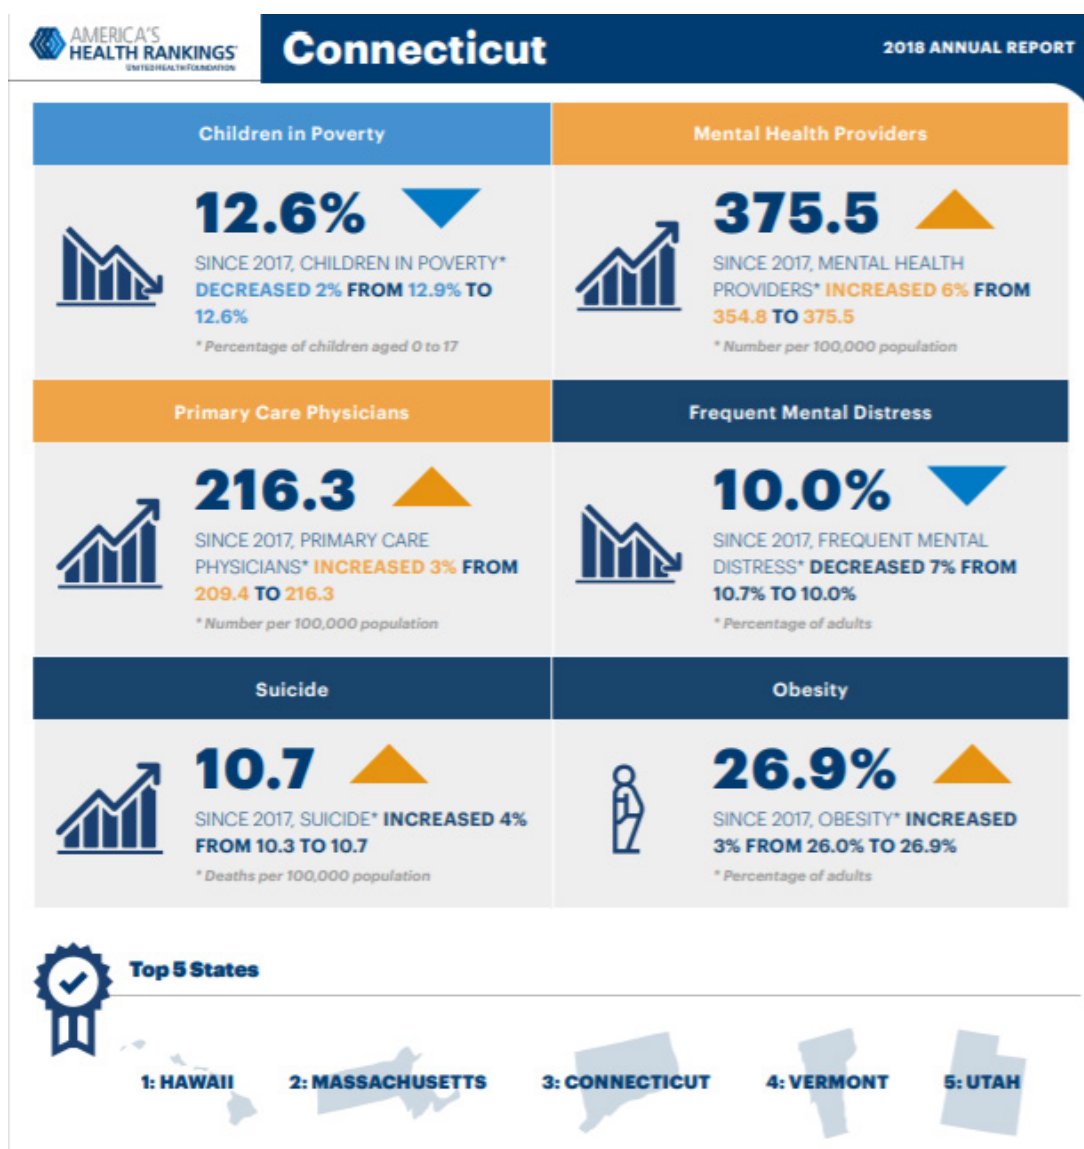 AMERICA'S
HEALTH RANKINGS
UNITED HEALTH FOUNDATION
Connecticut
2018 ANNUAL REPORT
Children in Poverty
12.6%
SINCE 2017, CHILDREN IN POVERTY*
DECREASED 2% FROM 12.9% TO
12.6%
* Percentage of children aged 0 to 17
Mental Health Providers
375.5
SINCE 2017, MENTAL HEALTH
PROVIDERS* INCREASED 6% FROM
354.8 TO 375.5
* Number per 100,000 population
Primary Care Physicians
216.3
SINCE 2017, PRIMARY CARE
PHYSICIANS* INCREASED 3% FROM
209.4 TO 216.3
* Number per 100,000 population
Frequent Mental Distress
10.0%
SINCE 2017, FREQUENT MENTAL
DISTRESS* DECREASED 7% FROM
10.7% TO 10.0%
* Percentage of adults
Suicide
10.7
SINCE 2017, SUICIDE* INCREASED 4%
FROM 10.3 TO 10.7
* Deaths per 100,000 population
Obesity
26.9%
SINCE 2017, OBESITY* INCREASED
3% FROM 26.0% TO 26.9%
* Percentage of adults
Top 5 States
1: HAWAII
2: MASSACHUSETTS
3: CONNECTICUT
4: VERMONT
5: UTAH